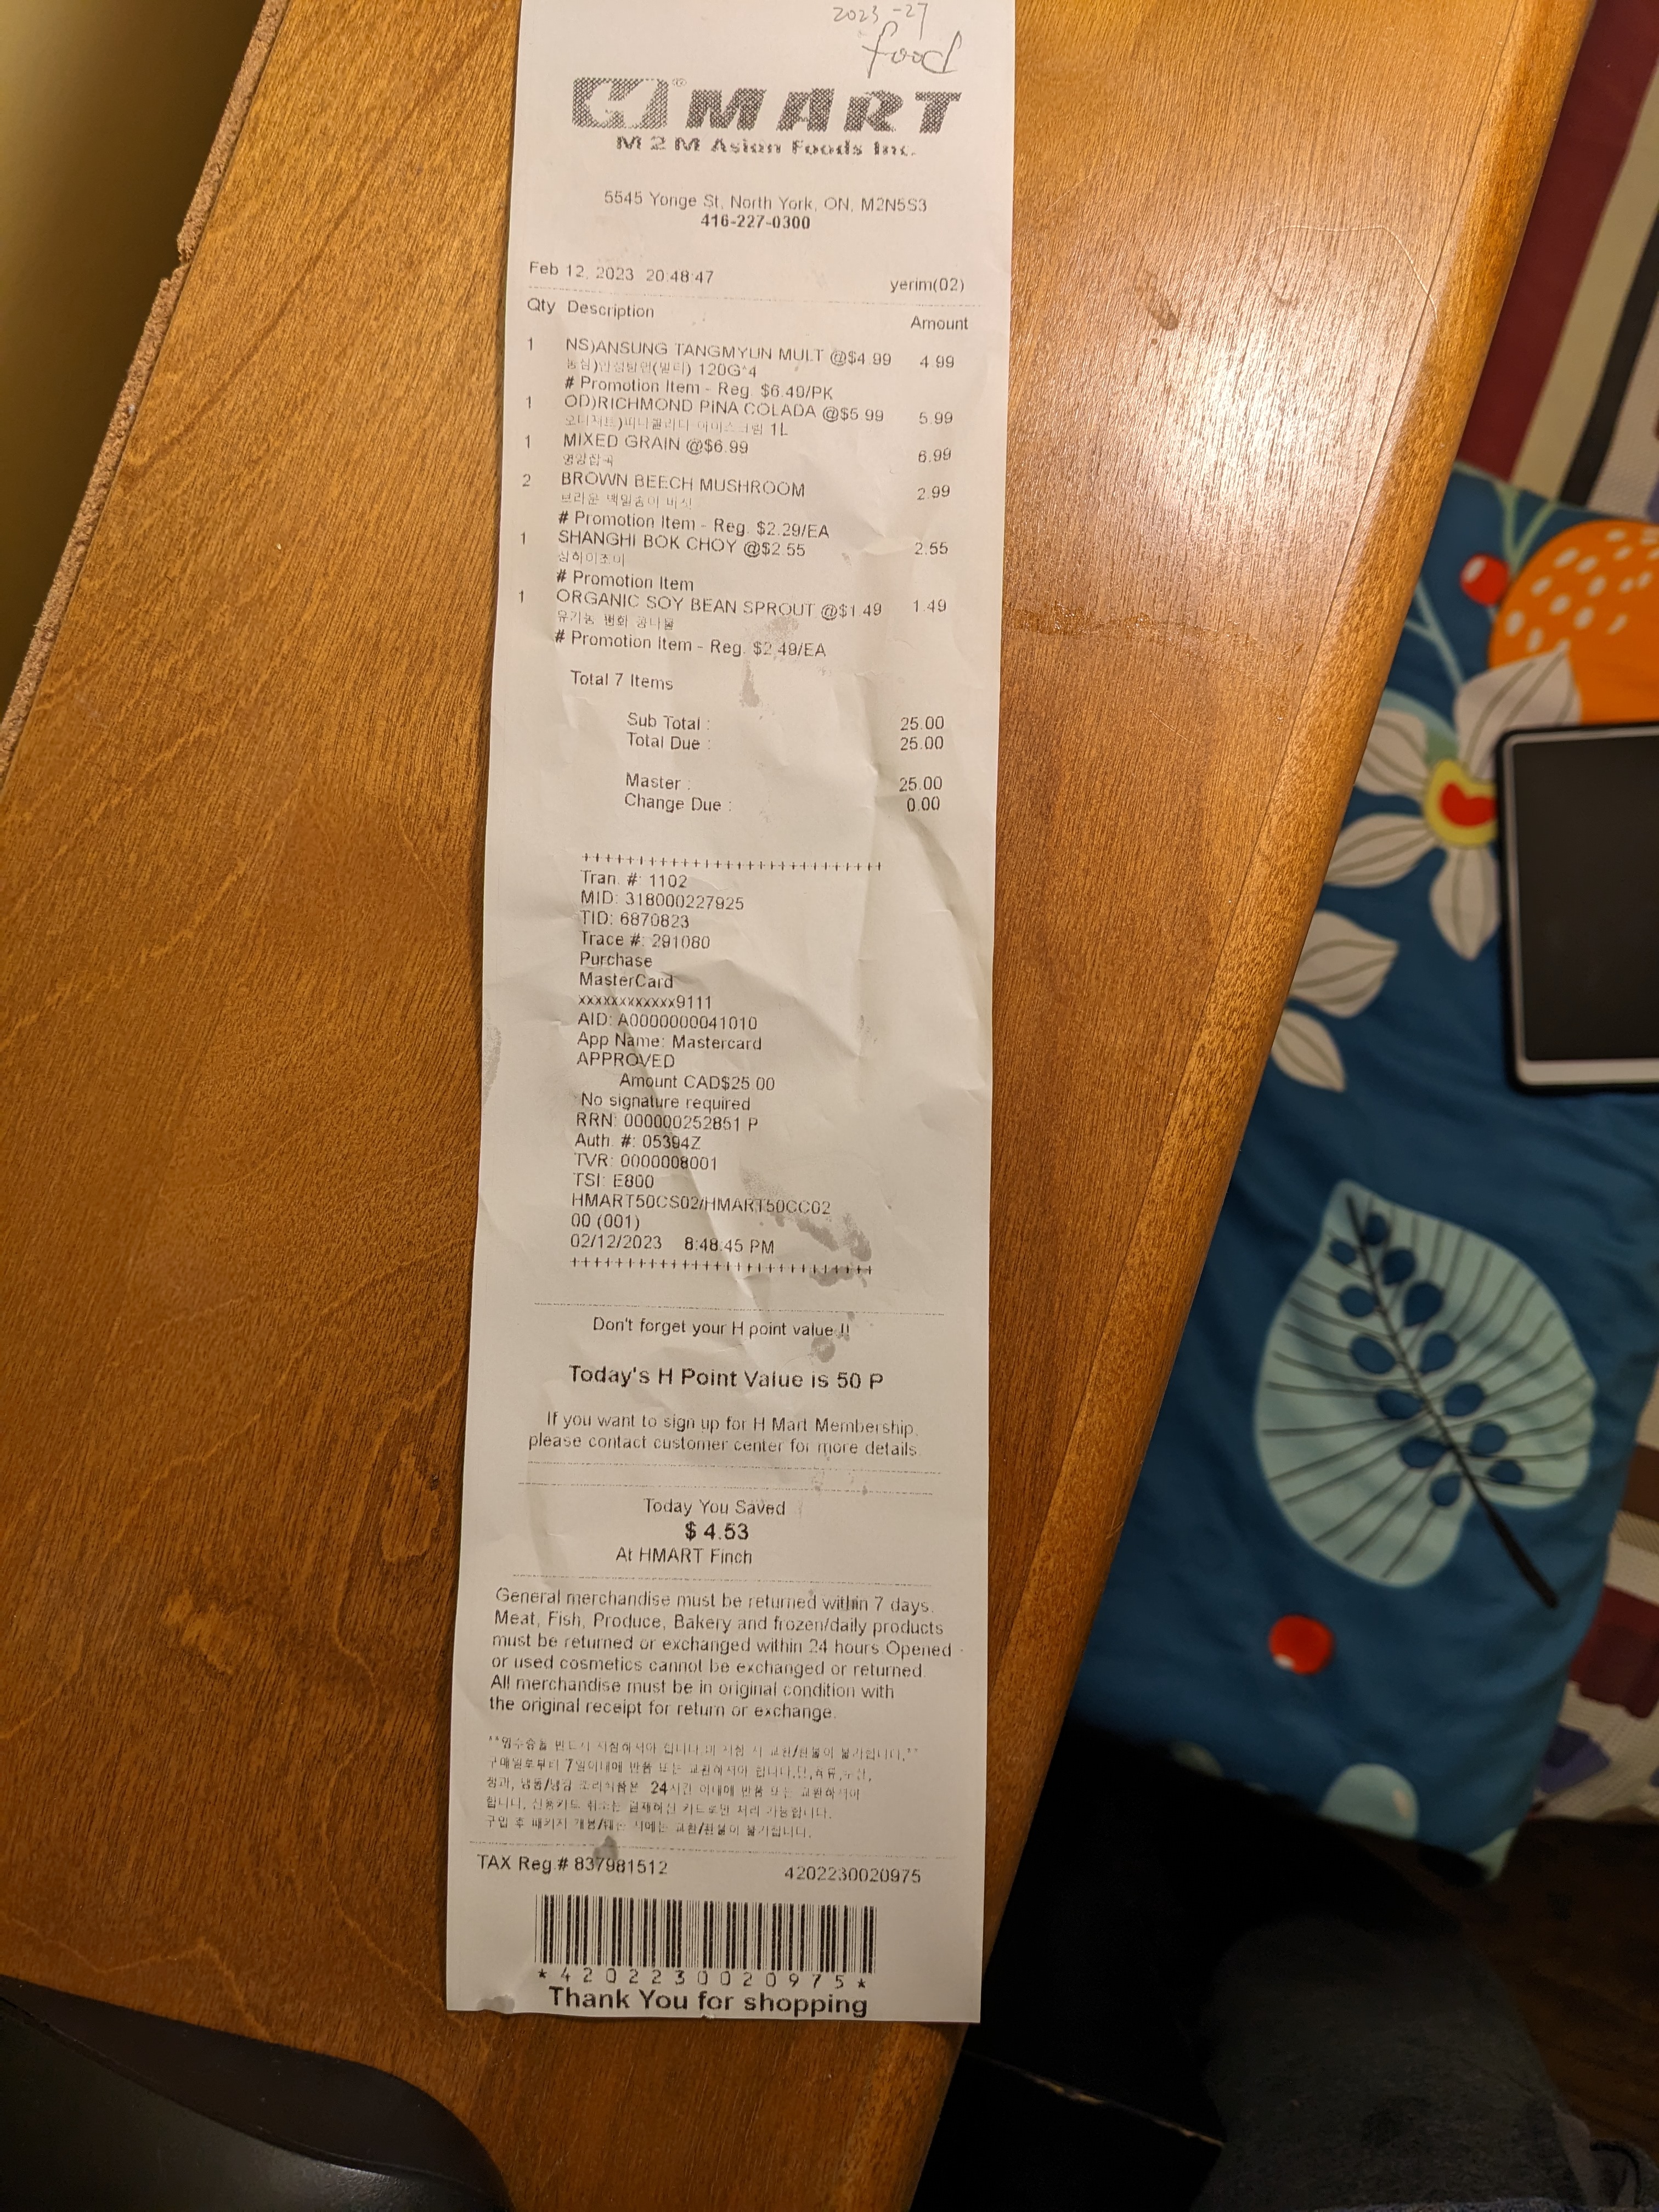 2023-27
food
H MART
M2M Asian Foods Inc.
5545 Yonge St, North York, ON, M2N5S3
416-227-0300
Feb 12, 2023 20:48:47 yerim(02)
Qty Description Amount
1 NS)ANSUNG TANGMYUN MULT @$4.99 4.99
농심)안성탕면(멀티) 120G*4
# Promotion Item - Reg. $6.49/PK
1 OD)RICHMOND PINA COLADA @$5.99 5.99
1L
1 MIXED GRAIN @$6.99 6.99
영양잡곡
2 BROWN BEECH MUSHROOM 2.99
브라운 백일송이 버섯
# Promotion Item - Reg. $2.29/EA
1 SHANGHI BOK CHOY @$2.55 2.55
상하이초이
# Promotion Item
1 ORGANIC SOY BEAN SPROUT @$1.49 1.49
유기농 콩나물
# Promotion Item - Reg. $2.49/EA
Total 7 Items
Sub Total : 25.00
Total Due : 25.00
Master : 25.00
Change Due : 0.00
+++++++++++++++++++++++++++
Tran. #: 1102
MID: 318000227925
TID: 6870823
Trace #: 291080
Purchase
MasterCard
xxxxxxxxxxxx9111
AID: A0000000041010
App Name: Mastercard
APPROVED
Amount CAD$25.00
No signature required
RRN: 000000252851 P
Auth. #: 05394Z
TVR: 0000008001
TSI: E800
HMART50CS02/HMART50CC02
00 (001)
02/12/2023 8:48:45 PM
+++++++++++++++++++++++++++
Don't forget your H point value !!
Today's H Point Value is 50 P
If you want to sign up for H Mart Membership,
please contact customer center for more details.
Today You Saved
$ 4.53
At HMART Finch
General merchandise must be returned within 7 days.
Meat, Fish, Produce, Bakery and frozen/daily products
must be returned or exchanged within 24 hours.Opened
or used cosmetics cannot be exchanged or returned.
All merchandise must be in original condition with
the original receipt for return or exchange.
**영수증을 반드시 지참하셔야 합니다.미 지참 시 교환/환불이 불가합니다.**
구매일로부터 7일이내에 반품 또는 교환하셔야 합니다.
청과, 냉동/냉장 조리식품은 24시간 이내에 반품 또는 교환하셔야
합니다. 신용카드 취소는 결제하신 카드로만 처리 가능합니다.
구입 후 패키지 개봉/훼손 시에는 교환/환불이 불가합니다.
TAX Reg.# 837981512 4202230020975
*4202230020975*
Thank You for shopping